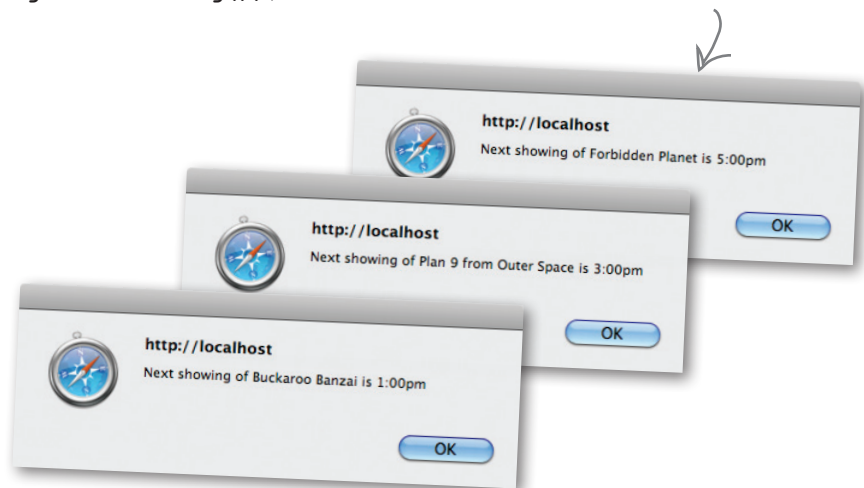 http://localhost
Next showing of Forbidden Planet is 5:00pm
OK
http://localhost
Next showing of Plan 9 from Outer Space is 3:00pm
OK
http://localhost
Next showing of Buckaroo Banzai is 1:00pm
OK